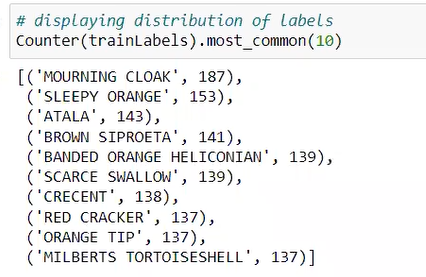 # displaying distribution of labels
Counter(trainLabels).most_common(10)
[('MOURNING CLOAK', 187),
('SLEEPY ORANGE', 153),
('ATALA', 143),
('BROWN SIPROETA', 141),
('BANDED ORANGE HELICONIAN', 139),
('SCARCE SWALLOW', 139),
('CRECENT', 138),
('RED CRACKER', 137),
('ORANGE TIP', 137),
('MILBERTS TORTOISESHELL', 137)]